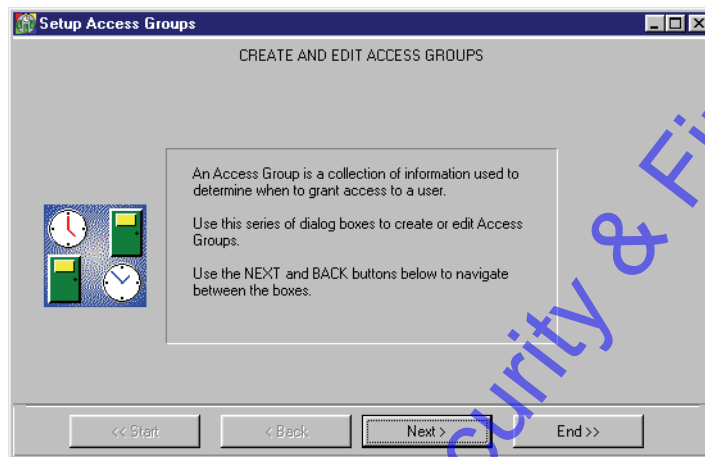 Setup Access Groups
CREATE AND EDIT ACCESS GROUPS
An Access Group is a collection of information used to
determine when to grant access to a user.
Use this series of dialog boxes to create or edit Access
Groups.
Use the NEXT and BACK buttons below to navigate
between the boxes.
<< Start
< Back
Next >
End >>
curity & Fi